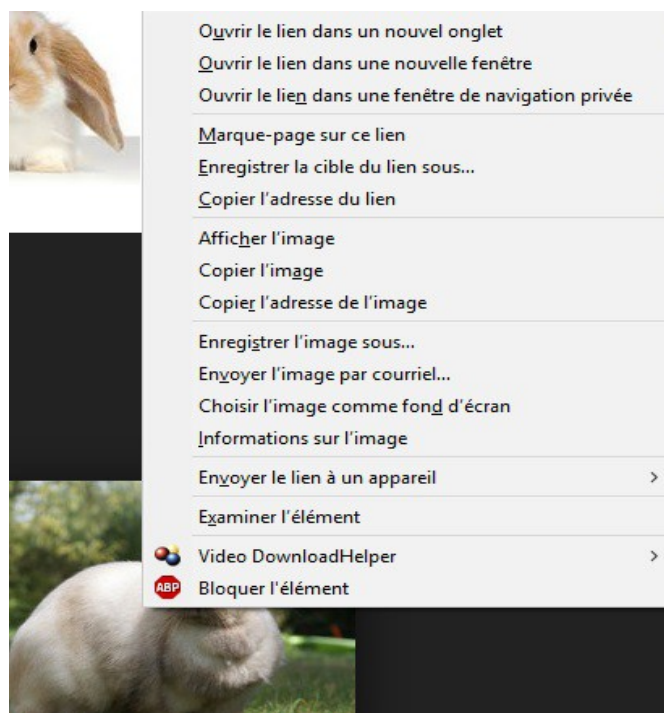 Ouvrir le lien dans un nouvel onglet
Ouvrir le lien dans une nouvelle fenêtre
Ouvrir le lien dans une fenêtre de navigation privée
Marque-page sur ce lien
Enregistrer la cible du lien sous...
Copier l'adresse du lien
Afficher l'image
Copier l'image
Copier l'adresse de l'image
Enregistrer l'image sous...
Envoyer l'image par courriel...
Choisir l'image comme fond d'écran
Informations sur l'image
Envoyer le lien à un appareil
Examiner l'élément
Video DownloadHelper
ABP Bloquer l'élément